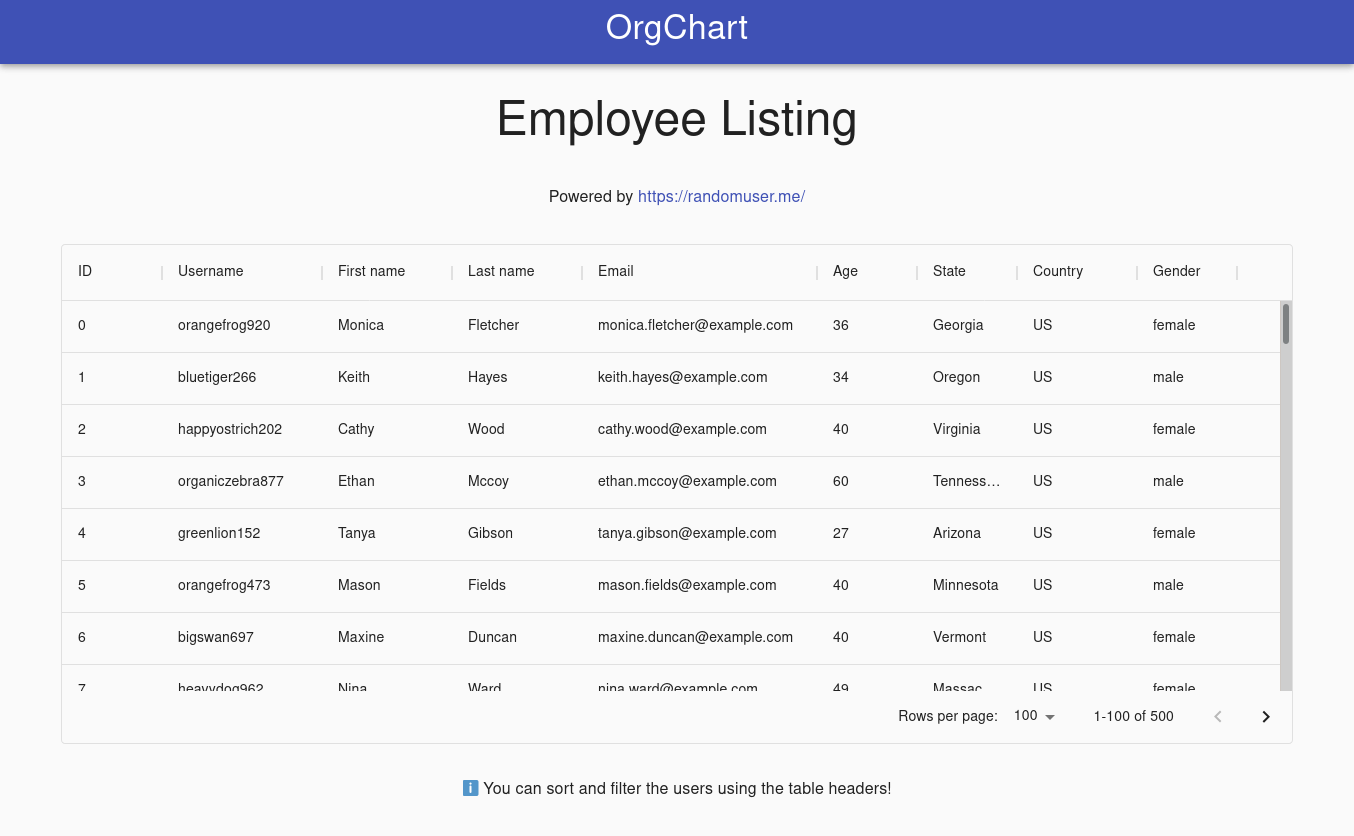 OrgChart
Employee Listing
Powered by https://randomuser.me/
ID Username First name Last name Email Age State Country Gender
0 orangefrog920 Monica Fletcher monica.fletcher@example.com 36 Georgia US female
1 bluetiger266 Keith Hayes keith.hayes@example.com 34 Oregon US male
2 happyostrich202 Cathy Wood cathy.wood@example.com 40 Virginia US female
3 organiczebra877 Ethan Mccoy ethan.mccoy@example.com 60 Tenness... US male
4 greenlion152 Tanya Gibson tanya.gibson@example.com 27 Arizona US female
5 orangefrog473 Mason Fields mason.fields@example.com 40 Minnesota US male
6 bigswan697 Maxine Duncan maxine.duncan@example.com 40 Vermont US female
7 heavydog962 Nina Ward nina.ward@example.com 49 Massac... US female
Rows per page: 100 1-100 of 500
ℹ️ You can sort and filter the users using the table headers!